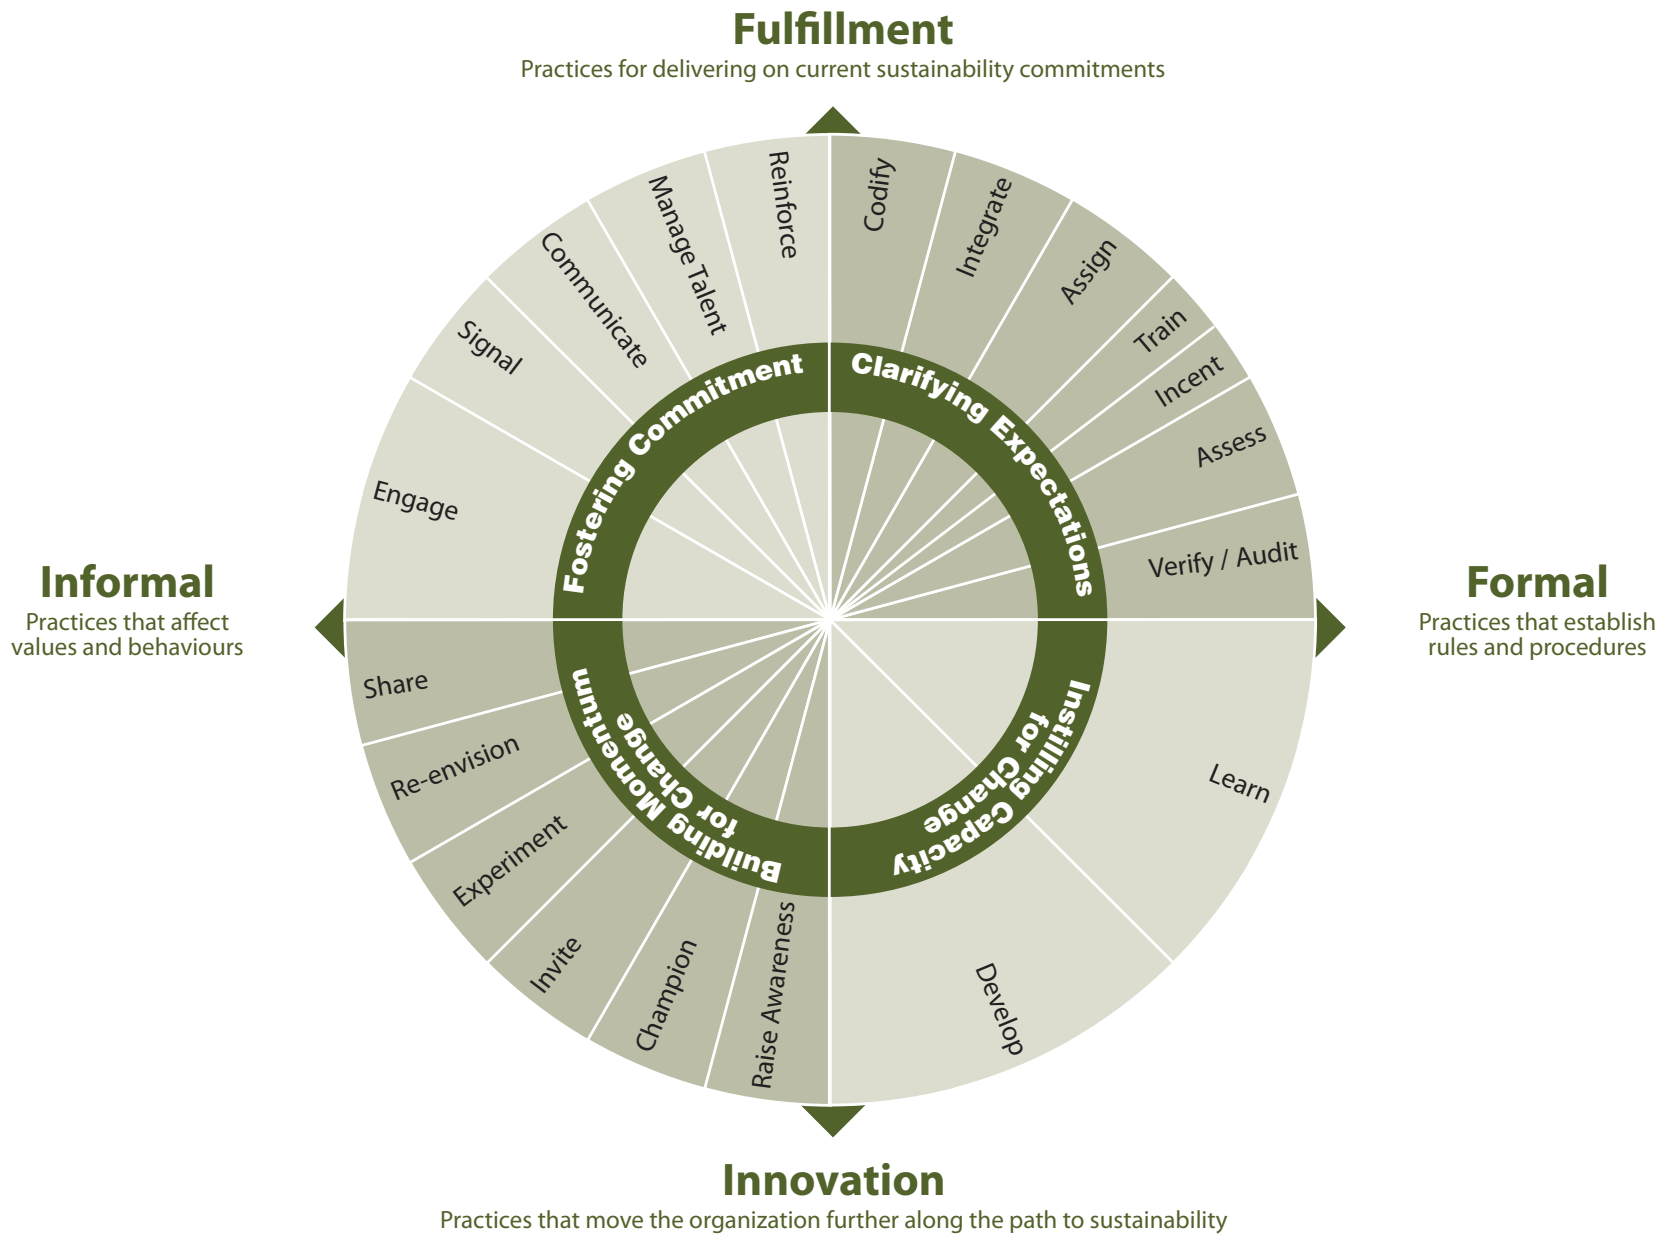 Fulfillment
Practices for delivering on current sustainability commitments
Reinforce
Manage Talent
Communicate
Signal
Engage
Fostering Commitment
Codify
Integrate
Assign
Train
Incent
Assess
Verify / Audit
Clarifying Expectations
Informal
Practices that affect
values and behaviours
Formal
Practices that establish
rules and procedures
Share
Re-envision
Experiment
Invite
Champion
Raise Awareness
Building Momentum
for Change
Learn
Develop
Instilling Capacity
for Change
Innovation
Practices that move the organization further along the path to sustainability